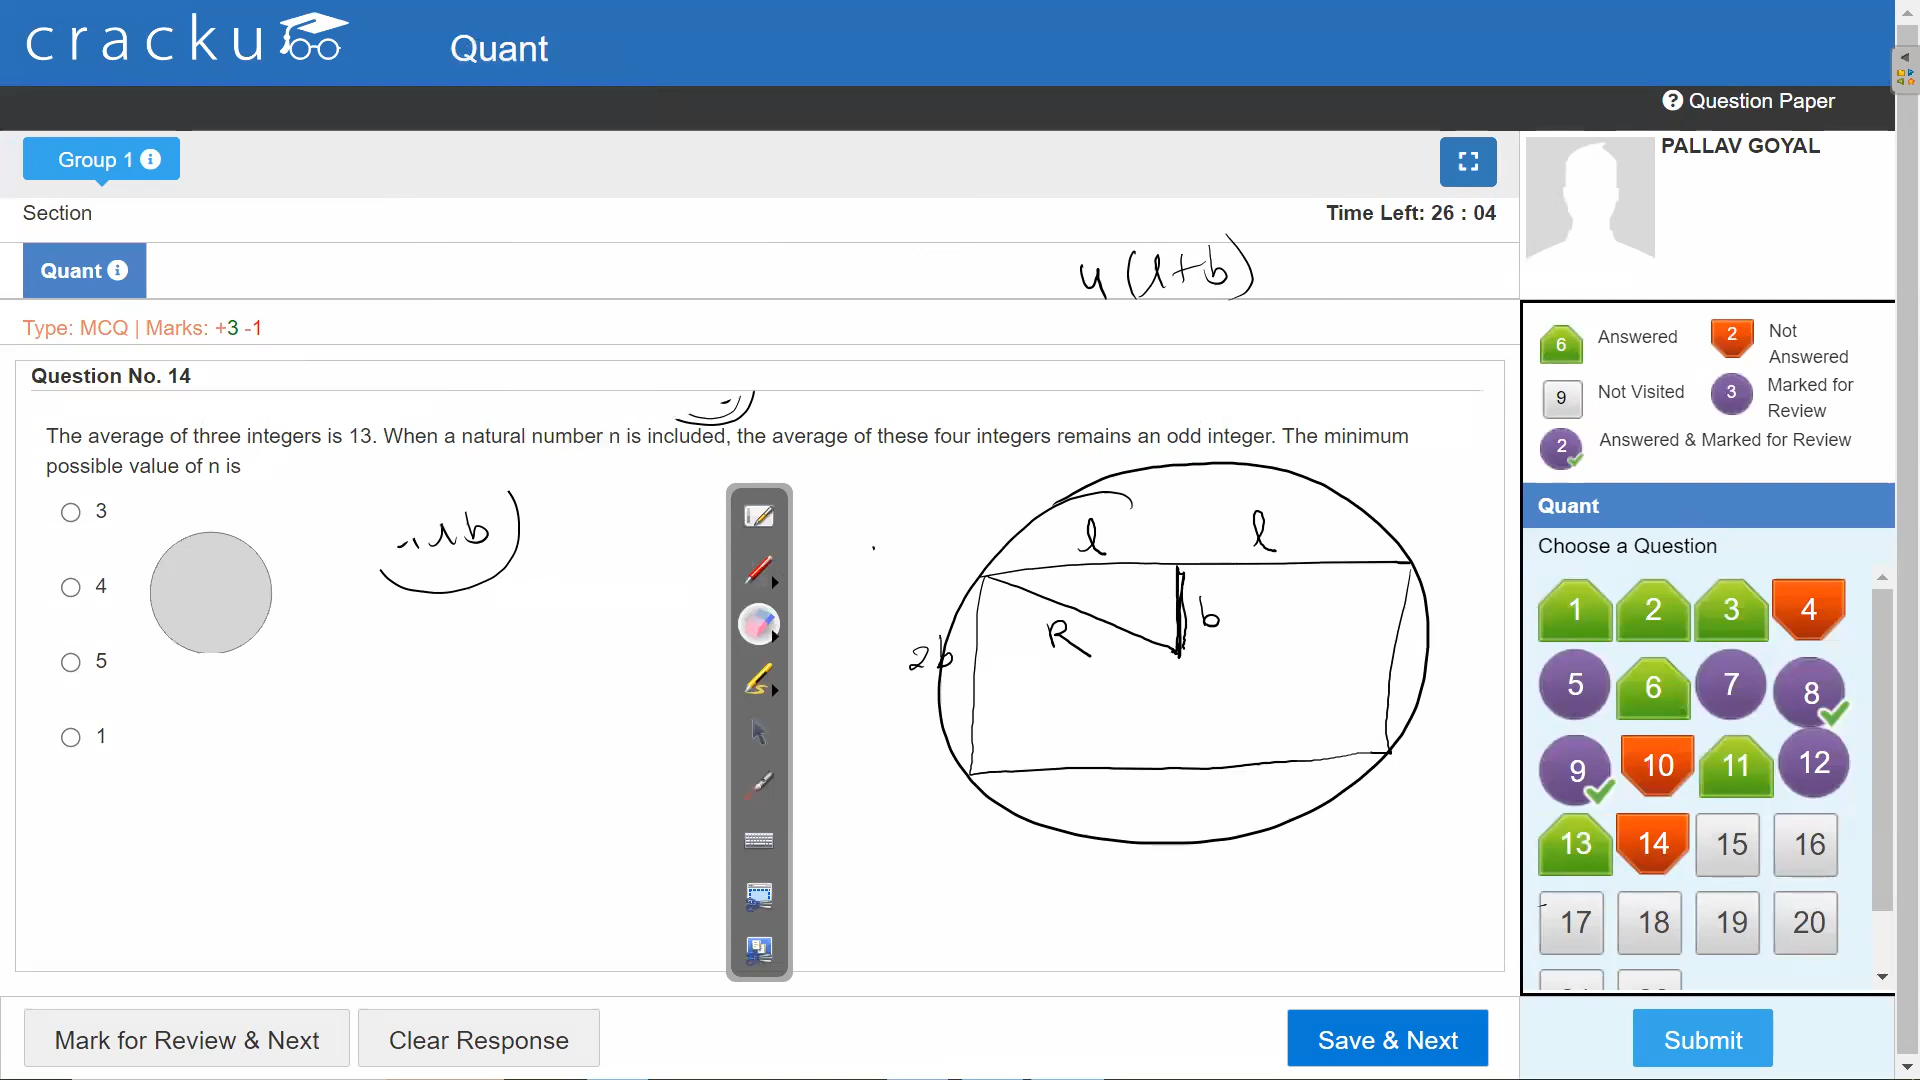 cracku
Quant
Question Paper
Group 1
PALLAV GOYAL
Section
Time Left: 26 : 04
Quant
4 (l+b)
Type: MCQ | Marks: +3 -1
6 Answered
2 Not Answered
9 Not Visited
3 Marked for Review
2 Answered & Marked for Review
Question No. 14
The average of three integers is 13. When a natural number n is included, the average of these four integers remains an odd integer. The minimum
possible value of n is
3
4
5
1
l l
b
R
2b
Quant
Choose a Question
1 2 3 4
5 6 7 8
9 10 11 12
13 14 15 16
17 18 19 20
Mark for Review & Next
Clear Response
Save & Next
Submit